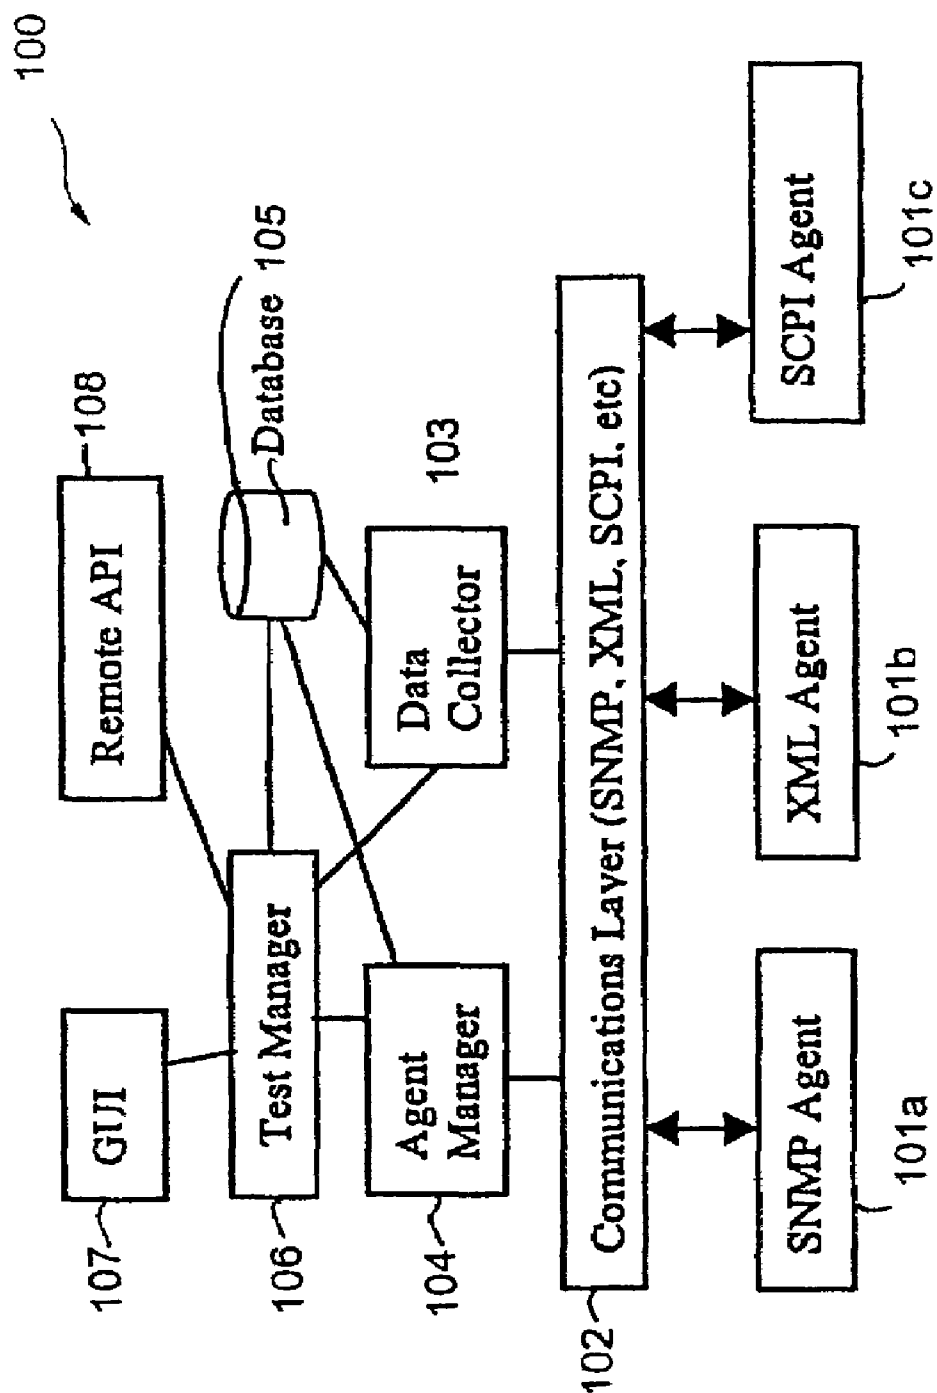 100
108
Remote API
105
Database
107
GUI
106
Test Manager
103
104
Agent
Manager
Data
Collector
102
Communications Layer (SNMP, XML, SCPI, etc)
SNMP Agent
XML Agent
SCPI Agent
101a
101b
101c